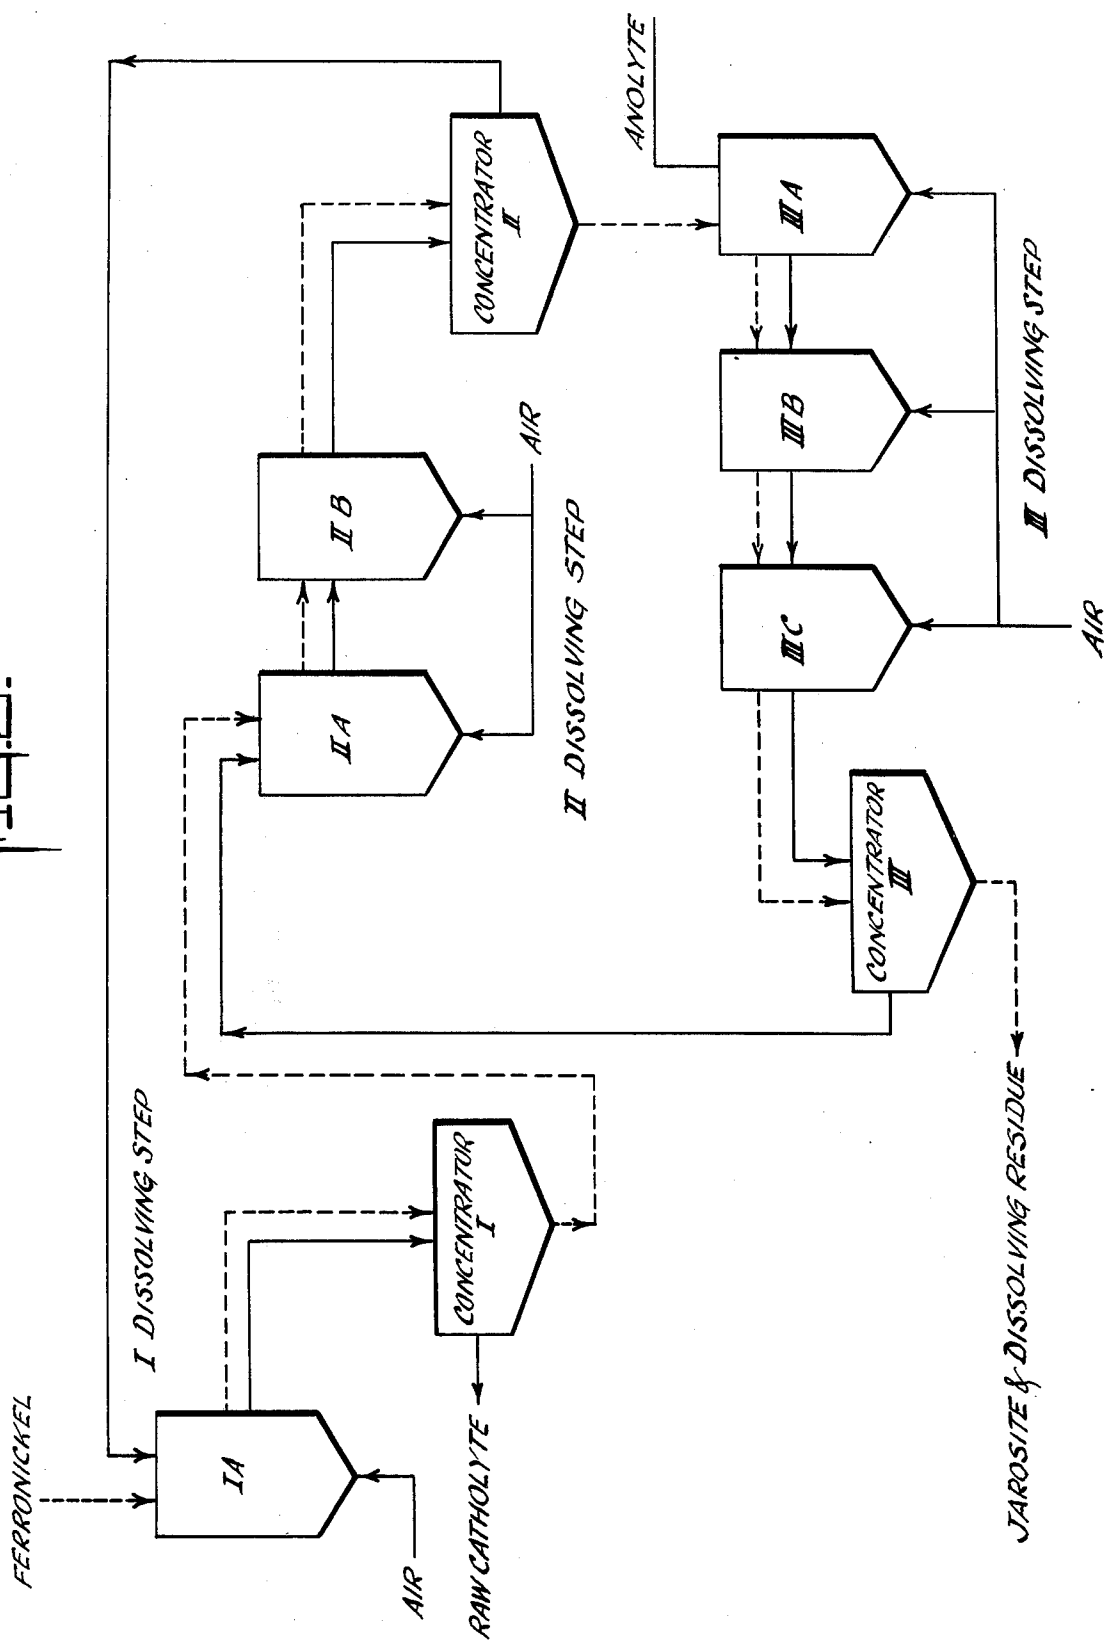 FERRONICKEL
I DISSOLVING STEP
IA
AIR
CONCENTRATOR
I
RAW CATHOLYTE
IIA
IIB
AIR
II DISSOLVING STEP
CONCENTRATOR
II
ANOLYTE
IIIA
IIIB
IIIC
AIR
III DISSOLVING STEP
CONCENTRATOR
III
JAROSITE & DISSOLVING RESIDUE